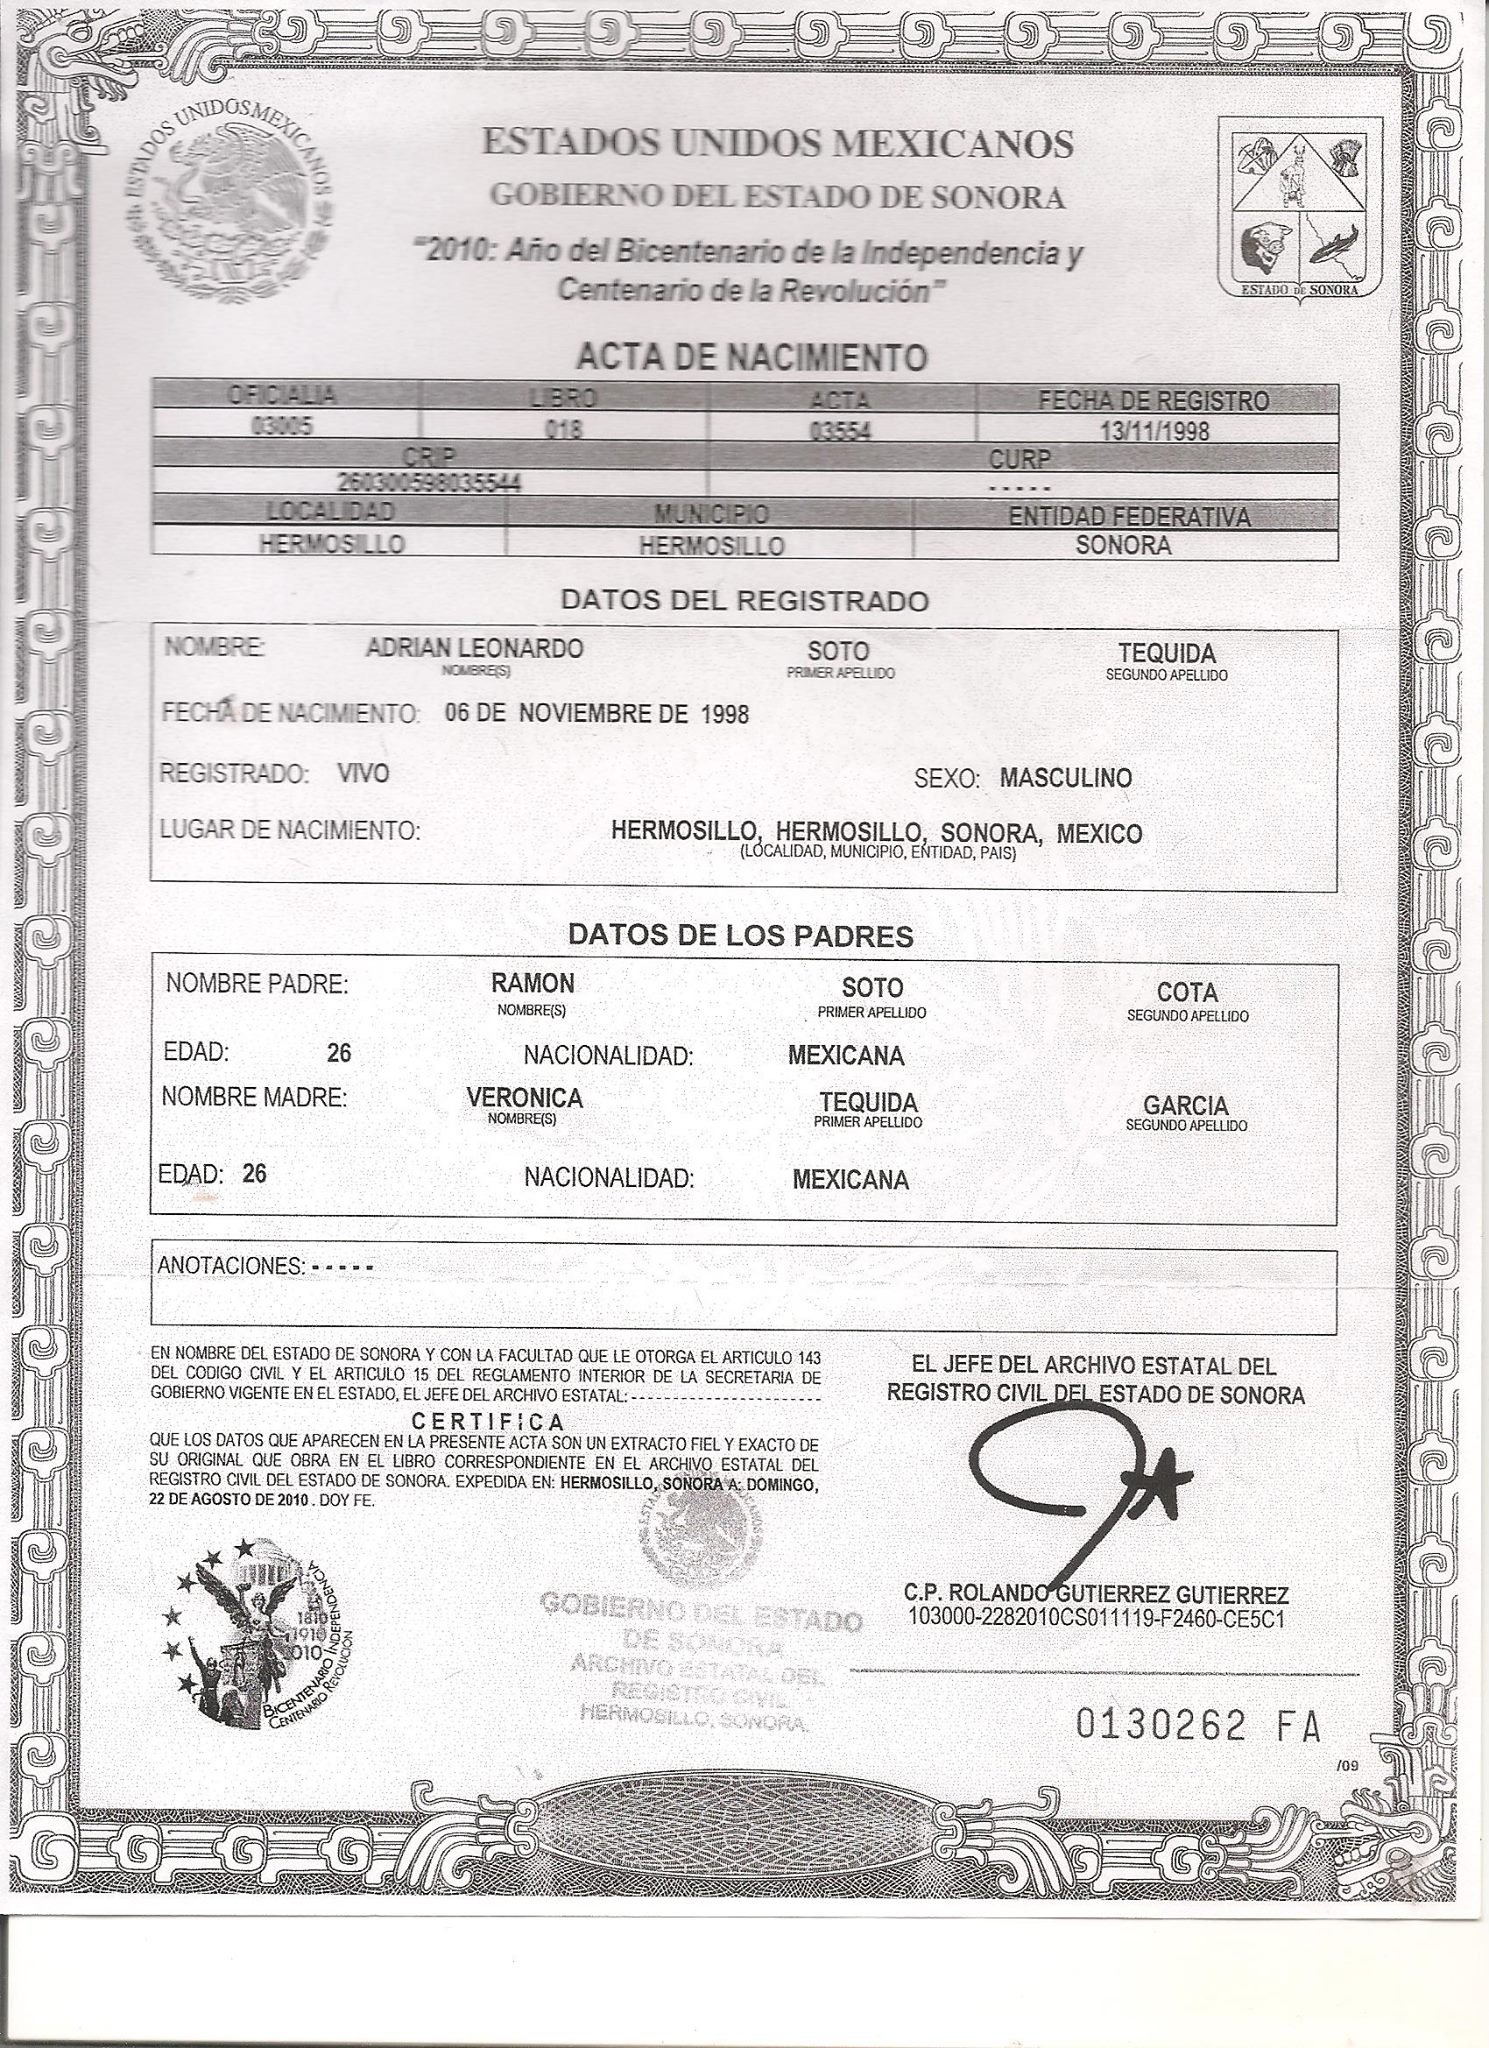 ESTADOS UNIDOS MEXICANOS
ESTADOS UNIDOS MEXICANOS
GOBIERNO DEL ESTADO DE SONORA
"2010: Año del Bicentenario de la Independencia y
Centenario de la Revolución"
ESTADO DE SONORA
ACTA DE NACIMIENTO
OFICIALIA LIBRO ACTA FECHA DE REGISTRO
03005 018 03554 13/11/1998
CRIP CURP
260300598035544 - - - - -
LOCALIDAD MUNICIPIO ENTIDAD FEDERATIVA
HERMOSILLO HERMOSILLO SONORA
DATOS DEL REGISTRADO
NOMBRE: ADRIAN LEONARDO SOTO TEQUIDA
NOMBRE(S) PRIMER APELLIDO SEGUNDO APELLIDO
FECHA DE NACIMIENTO: 06 DE NOVIEMBRE DE 1998
REGISTRADO: VIVO SEXO: MASCULINO
LUGAR DE NACIMIENTO: HERMOSILLO, HERMOSILLO, SONORA, MEXICO
(LOCALIDAD, MUNICIPIO, ENTIDAD, PAIS)
DATOS DE LOS PADRES
NOMBRE PADRE: RAMON SOTO COTA
NOMBRE(S) PRIMER APELLIDO SEGUNDO APELLIDO
EDAD: 26 NACIONALIDAD: MEXICANA
NOMBRE MADRE: VERONICA TEQUIDA GARCIA
NOMBRE(S) PRIMER APELLIDO SEGUNDO APELLIDO
EDAD: 26 NACIONALIDAD: MEXICANA
ANOTACIONES: - - - - -
EN NOMBRE DEL ESTADO DE SONORA Y CON LA FACULTAD QUE LE OTORGA EL ARTICULO 143
DEL CODIGO CIVIL Y EL ARTICULO 15 DEL REGLAMENTO INTERIOR DE LA SECRETARIA DE
GOBIERNO VIGENTE EN EL ESTADO, EL JEFE DEL ARCHIVO ESTATAL: - - - - - - - - - - - - - - - - - - - - - - - -
CERTIFICA
QUE LOS DATOS QUE APARECEN EN LA PRESENTE ACTA SON UN EXTRACTO FIEL Y EXACTO DE
SU ORIGINAL QUE OBRA EN EL LIBRO CORRESPONDIENTE EN EL ARCHIVO ESTATAL DEL
REGISTRO CIVIL DEL ESTADO DE SONORA. EXPEDIDA EN: HERMOSILLO, SONORA A: DOMINGO,
22 DE AGOSTO DE 2010 . DOY FE.
EL JEFE DEL ARCHIVO ESTATAL DEL
REGISTRO CIVIL DEL ESTADO DE SONORA
C.P. ROLANDO GUTIERREZ GUTIERREZ
103000-2282010CS011119-F2460-CE5C1
1810
1910
2010
BICENTENARIO INDEPENDENCIA
CENTENARIO REVOLUCIÓN
ESTADOS UNIDOS MEXICANOS
GOBIERNO DEL ESTADO
DE SONORA
ARCHIVO ESTATAL DEL
REGISTRO CIVIL
HERMOSILLO, SONORA.
0130262 FA
/09